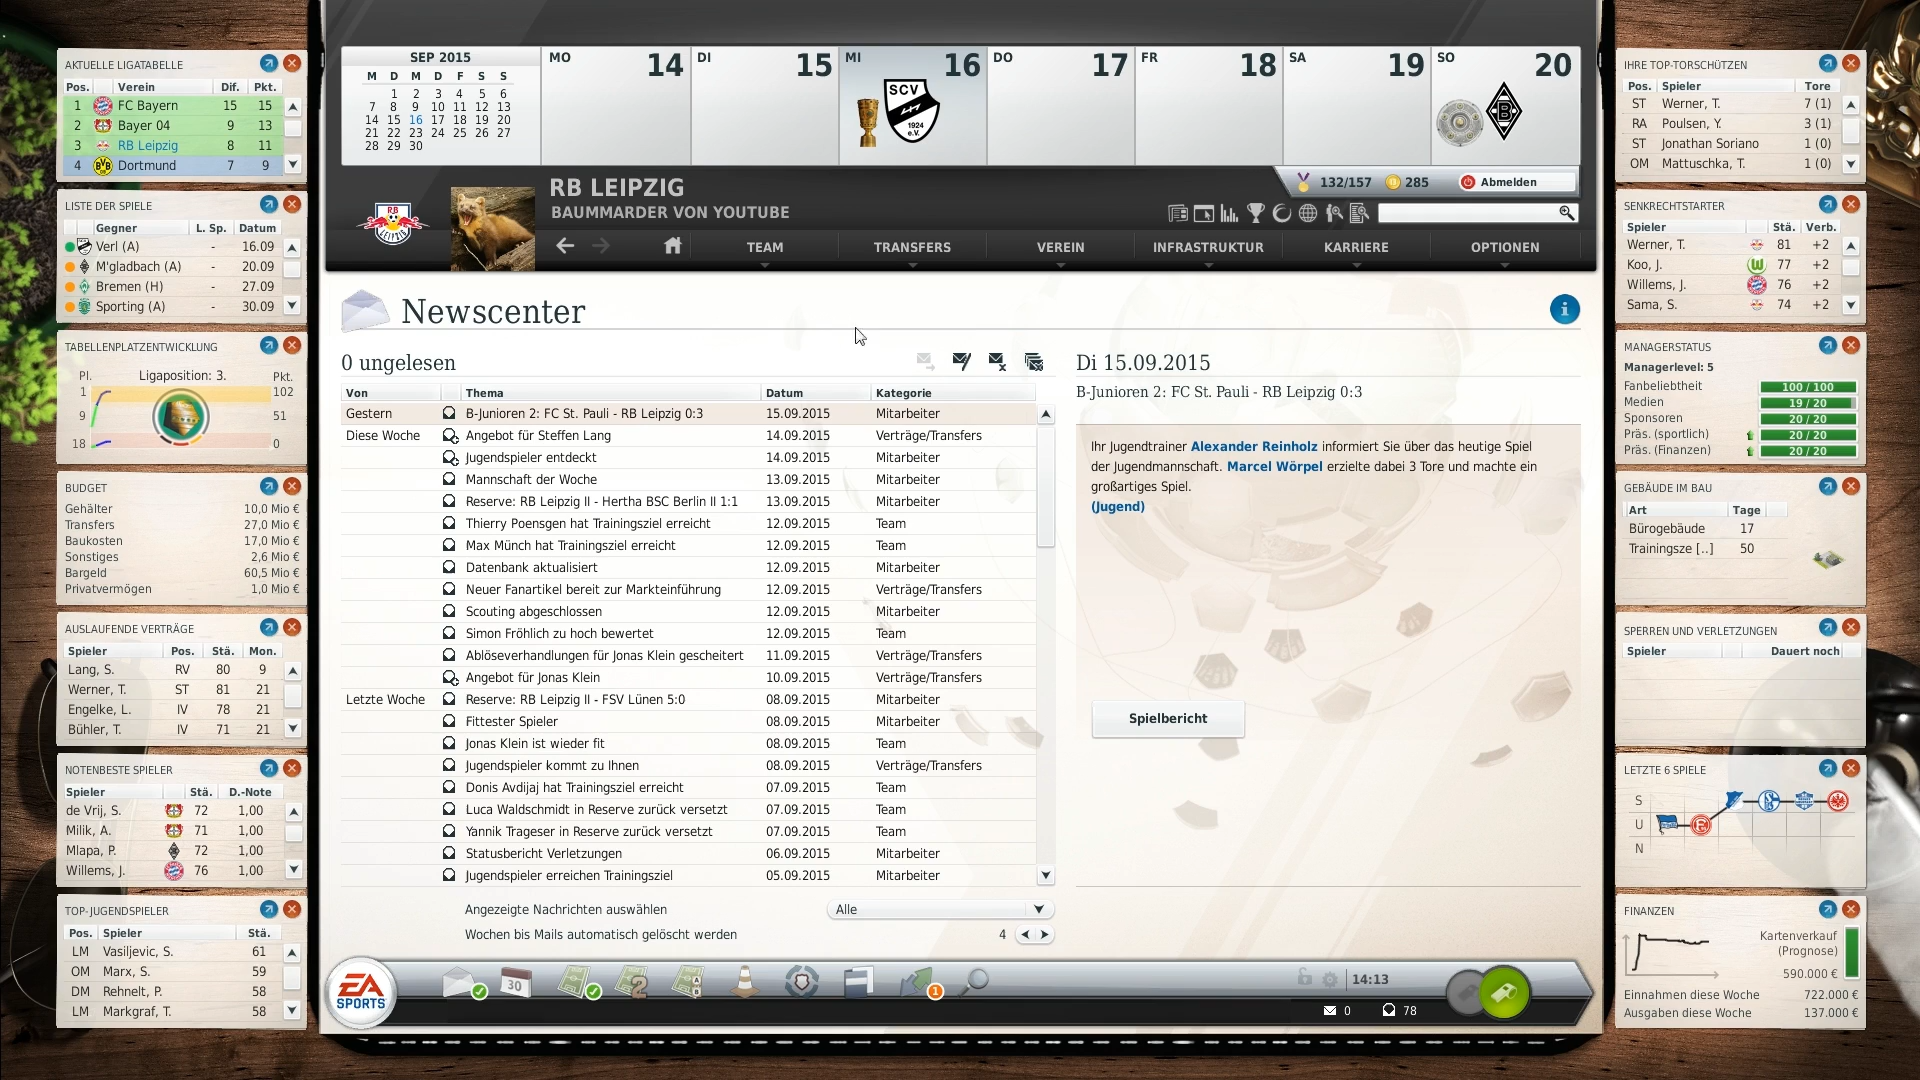 AKTUELLE LIGATABELLE
Pos. Verein Dif. Pkt.
1 FC Bayern 15 15
2 Bayer 04 9 13
3 RB Leipzig 8 11
4 Dortmund 7 9
LISTE DER SPIELE
Gegner L. Sp. Datum
Verl (A) - 16.09
M'gladbach (A) - 20.09
Bremen (H) - 27.09
Sporting (A) - 30.09
TABELLENPLATZENTWICKLUNG
Pl. Ligaposition: 3. Pkt.
1 102
9 51
18 0
BUDGET
Gehälter 10,0 Mio €
Transfers 27,0 Mio €
Baukosten 17,0 Mio €
Sonstiges 2,6 Mio €
Bargeld 60,5 Mio €
Privatvermögen 1,0 Mio €
AUSLAUFENDE VERTRÄGE
Spieler Pos. Stä. Mon.
Lang, S. RV 80 9
Werner, T. ST 81 21
Engelke, L. IV 78 21
Bühler, T. IV 71 21
NOTENBESTE SPIELER
Spieler Stä. D.-Note
de Vrij, S. 72 1,00
Milik, A. 71 1,00
Mlapa, P. 72 1,00
Willems, J. 76 1,00
TOP-JUGENDSPIELER
Pos. Spieler Stä.
LM Vasiljevic, S. 61
OM Marx, S. 59
DM Rehnelt, P. 58
LM Markgraf, T. 58
SEP 2015
M D M D F S S
1 2 3 4 5 6
7 8 9 10 11 12 13
14 15 16 17 18 19 20
21 22 23 24 25 26 27
28 29 30
MO 14 DI 15 MI 16 DO 17 FR 18 SA 19 SO 20
SCV
1924
e.V.
132/157 285 Abmelden
RB LEIPZIG
BAUMMARDER VON YOUTUBE
RB
LEIPZIG
TEAM TRANSFERS VEREIN INFRASTRUKTUR KARRIERE OPTIONEN
Newscenter
0 ungelesen
Von Thema Datum Kategorie
Gestern B-Junioren 2: FC St. Pauli - RB Leipzig 0:3 15.09.2015 Mitarbeiter
Diese Woche Angebot für Steffen Lang 14.09.2015 Verträge/Transfers
Jugendspieler entdeckt 14.09.2015 Mitarbeiter
Mannschaft der Woche 13.09.2015 Mitarbeiter
Reserve: RB Leipzig II - Hertha BSC Berlin II 1:1 13.09.2015 Mitarbeiter
Thierry Poensgen hat Trainingsziel erreicht 12.09.2015 Team
Max Münch hat Trainingsziel erreicht 12.09.2015 Team
Datenbank aktualisiert 12.09.2015 Mitarbeiter
Neuer Fanartikel bereit zur Markteinführung 12.09.2015 Verträge/Transfers
Scouting abgeschlossen 12.09.2015 Mitarbeiter
Simon Fröhlich zu hoch bewertet 12.09.2015 Team
Ablöseverhandlungen für Jonas Klein gescheitert 11.09.2015 Verträge/Transfers
Angebot für Jonas Klein 10.09.2015 Verträge/Transfers
Letzte Woche Reserve: RB Leipzig II - FSV Lünen 5:0 08.09.2015 Mitarbeiter
Fittester Spieler 08.09.2015 Mitarbeiter
Jonas Klein ist wieder fit 08.09.2015 Team
Jugendspieler kommt zu Ihnen 08.09.2015 Verträge/Transfers
Donis Avdijaj hat Trainingsziel erreicht 07.09.2015 Team
Luca Waldschmidt in Reserve zurück versetzt 07.09.2015 Team
Yannik Trageser in Reserve zurück versetzt 07.09.2015 Team
Statusbericht Verletzungen 06.09.2015 Mitarbeiter
Jugendspieler erreichen Trainingsziel 05.09.2015 Mitarbeiter
Angezeigte Nachrichten auswählen Alle
Wochen bis Mails automatisch gelöscht werden 4
Di 15.09.2015
B-Junioren 2: FC St. Pauli - RB Leipzig 0:3
Ihr Jugendtrainer Alexander Reinholz informiert Sie über das heutige Spiel
der Jugendmannschaft. Marcel Wörpel erzielte dabei 3 Tore und machte ein
großartiges Spiel.
(Jugend)
Spielbericht
EA
SPORTS
30
2
1
14:13
0 78
IHRE TOP-TORSCHÜTZEN
Pos. Spieler Tore
ST Werner, T. 7 (1)
RA Poulsen, Y. 3 (1)
ST Jonathan Soriano 1 (0)
OM Mattuschka, T. 1 (0)
SENKRECHTSTARTER
Spieler Stä. Verb.
Werner, T. 81 +2
Koo, J. 77 +2
Willems, J. 76 +2
Sama, S. 74 +2
MANAGERSTATUS
Managerlevel: 5
Fanbeliebtheit 100 / 100
Medien 19 / 20
Sponsoren 20 / 20
Präs. (sportlich) 20 / 20
Präs. (Finanzen) 20 / 20
GEBÄUDE IM BAU
Art Tage
Bürogebäude 17
Trainingsze [..] 50
SPERREN UND VERLETZUNGEN
Spieler Dauert noch
LETZTE 6 SPIELE
S
U
N
FINANZEN
Kartenverkauf
(Prognose)
590.000 €
Einnahmen diese Woche 722.000 €
Ausgaben diese Woche 137.000 €